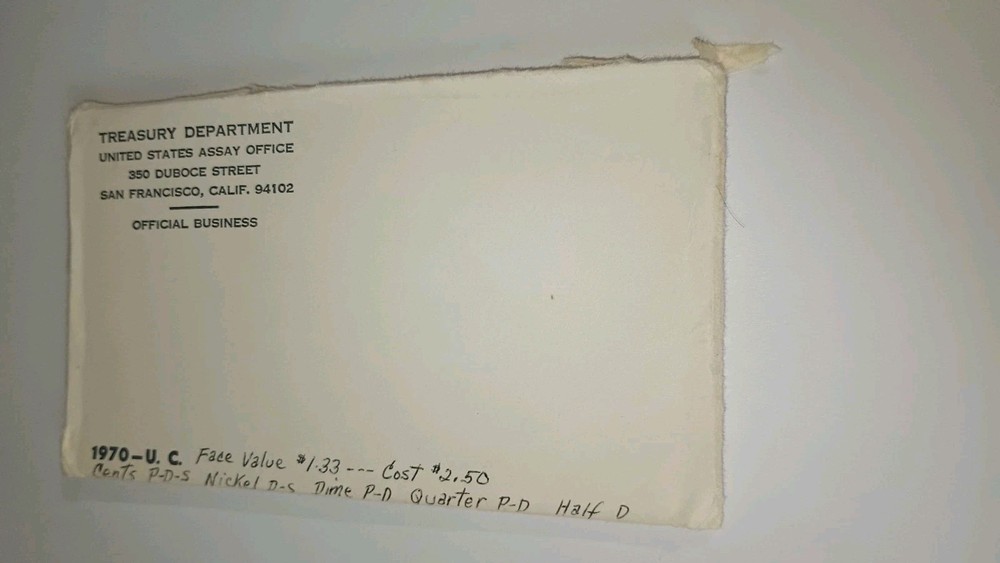 TREASURY DEPARTMENT
UNITED STATES ASSAY OFFICE
350 DUBOCE STREET
SAN FRANCISCO, CALIF. 94102
OFFICIAL BUSINESS
1970-U. C. Face Value $1.33 --- Cost $2.50
Cents P-D-S Nickel D-S Dime P-D Quarter P-D Half D